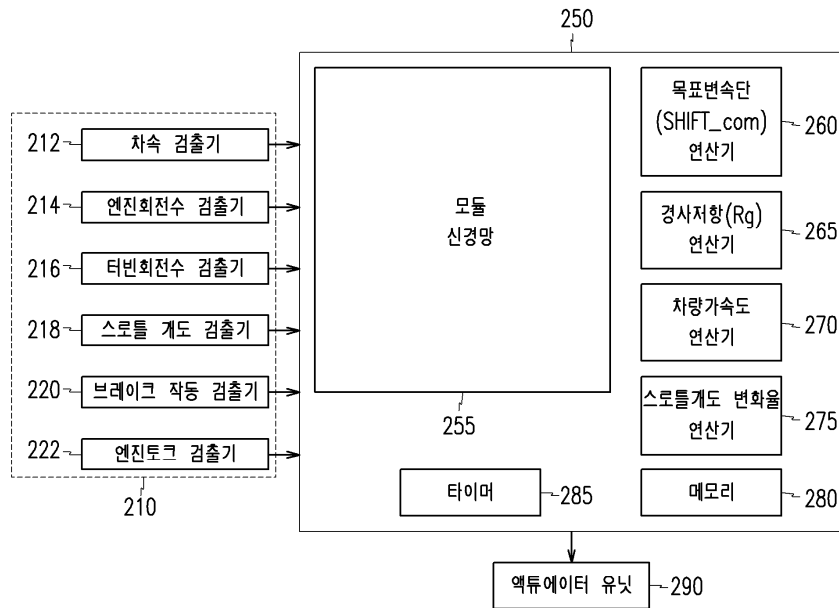 250
212
차속 검출기
214
엔진회전수 검출기
216
터빈회전수 검출기
218
스로틀 개도 검출기
220
브레이크 작동 검출기
222
엔진토크 검출기
210
모듈
신경망
255
목표변속단
(SHIFT_com)
연산기
260
경사저항(Rg)
연산기
265
차량가속도
연산기
270
스로틀개도 변화율
연산기
275
타이머
285
메모리
280
액튜에이터 유닛
290